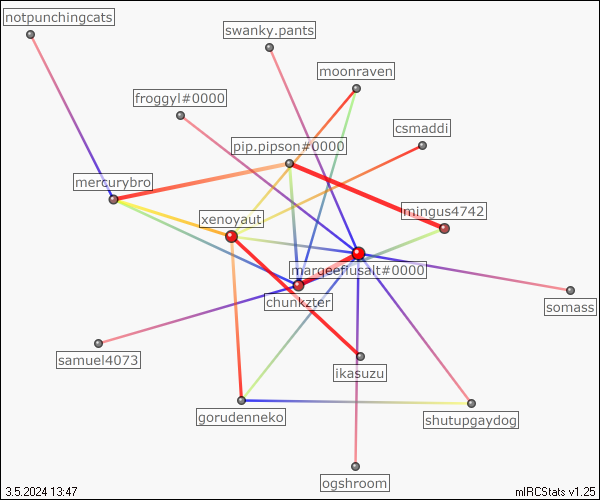 notpunchingcats
swanky.pants
moonraven
froggyl#0000
csmaddi
pip.pipson#0000
mercurybro
mingus4742
xenoyaut
marqeefiusalt#0000
chunkzter
somass
samuel4073
ikasuzu
gorudenneko
shutupgaydog
ogshroom
3.5.2024 13:47
mIRCStats v1.25